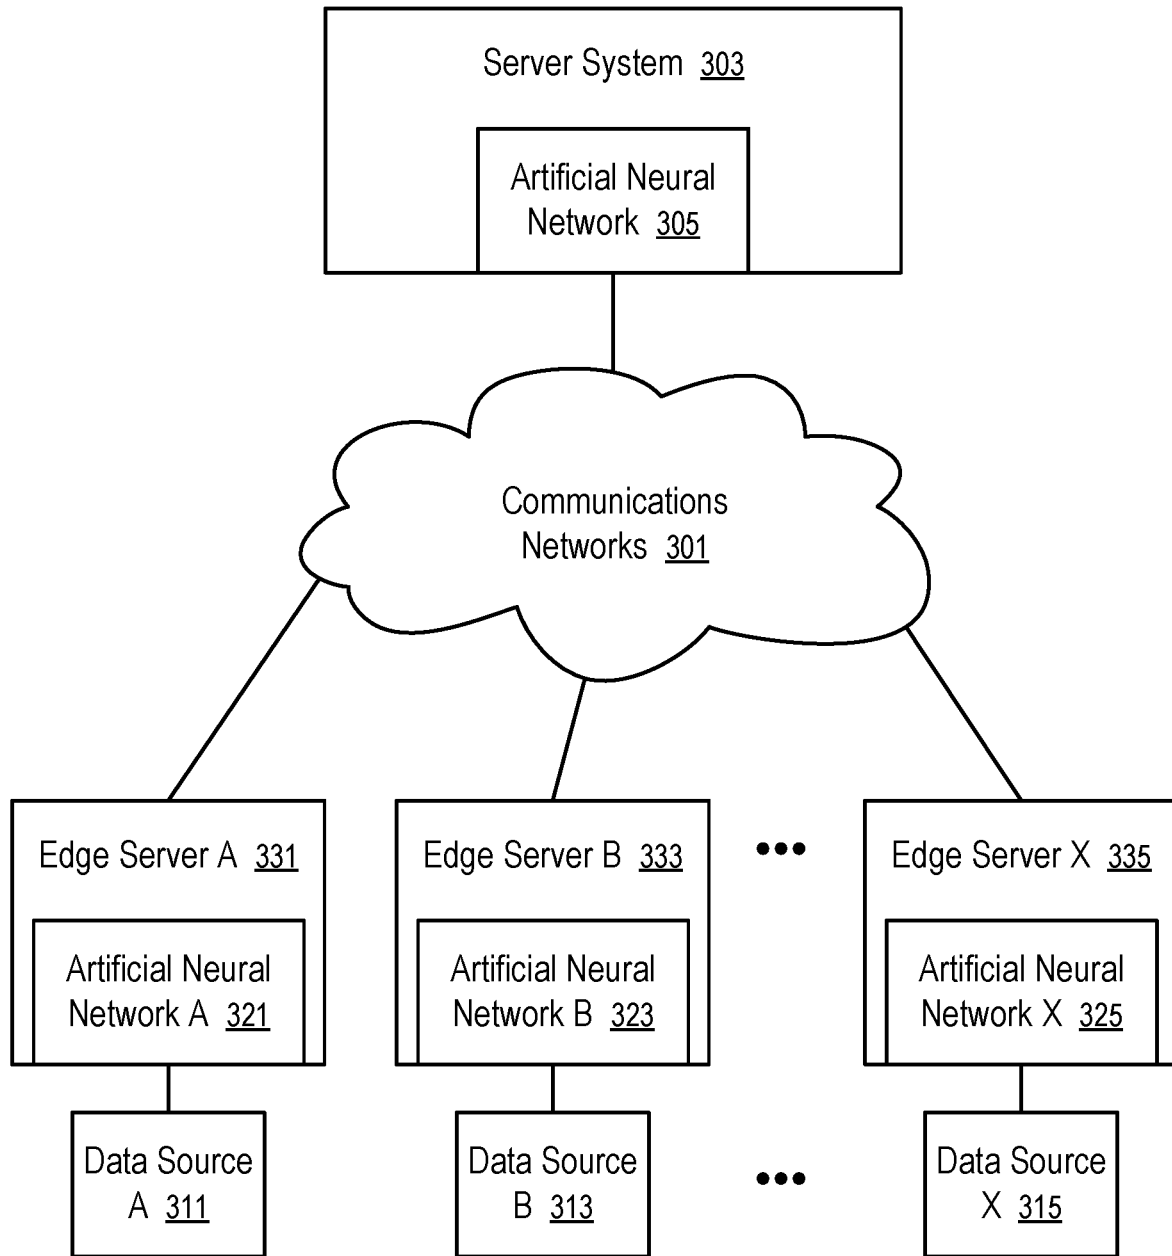 Server System 303
Artificial Neural
Network 305
Communications
Networks 301
Edge Server A 331
Edge Server B 333
•••
Edge Server X 335
Artificial Neural
Network A 321
Artificial Neural
Network B 323
Artificial Neural
Network X 325
Data Source
A 311
Data Source
B 313
•••
Data Source
X 315